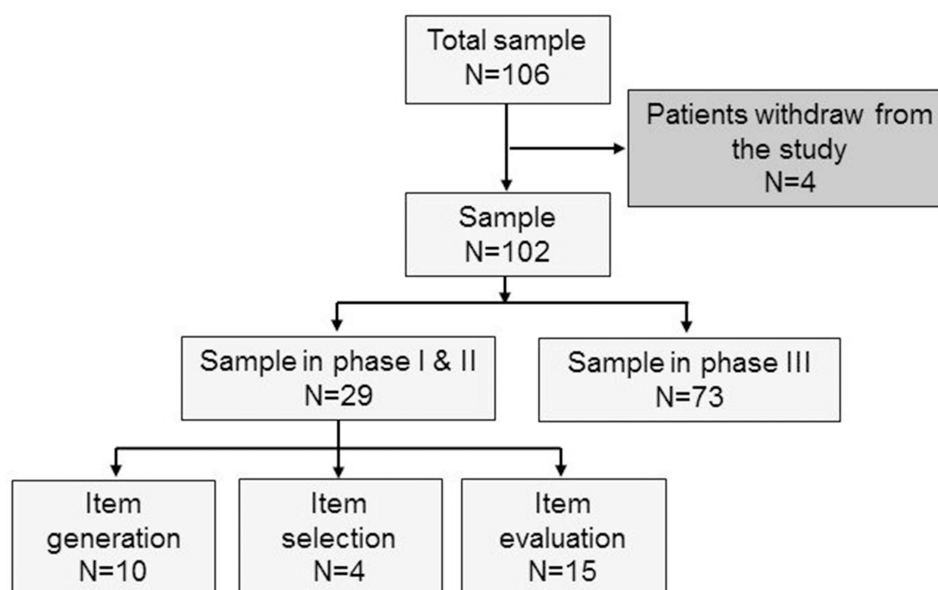 Total sample
N=106
Patients withdraw from
the study
N=4
Sample
N=102
Sample in phase I & II
N=29
Sample in phase III
N=73
Item
generation
N=10
Item
selection
N=4
Item
evaluation
N=15